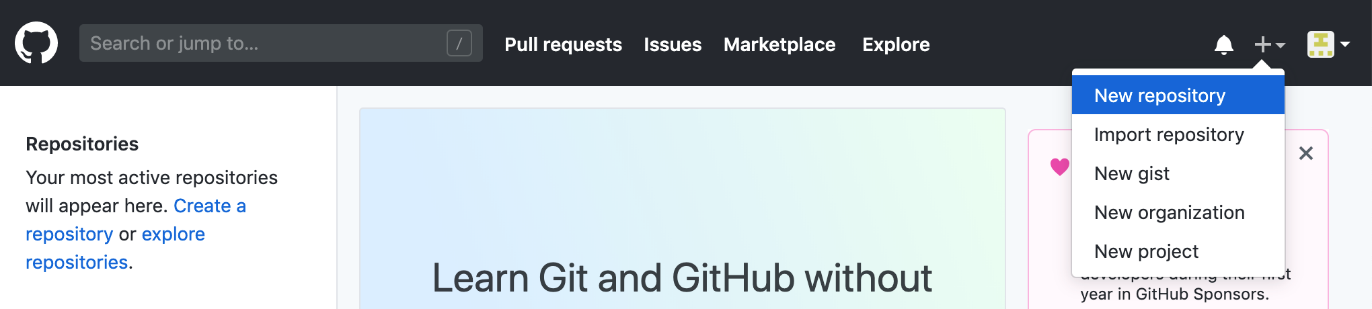 Search or jump to...
/
Pull requests
Issues
Marketplace
Explore
New repository
Import repository
New gist
New organization
New project
Repositories
Your most active repositories
will appear here. Create a
repository or explore
repositories.
Learn Git and GitHub without
developers during their first
year in GitHub Sponsors.